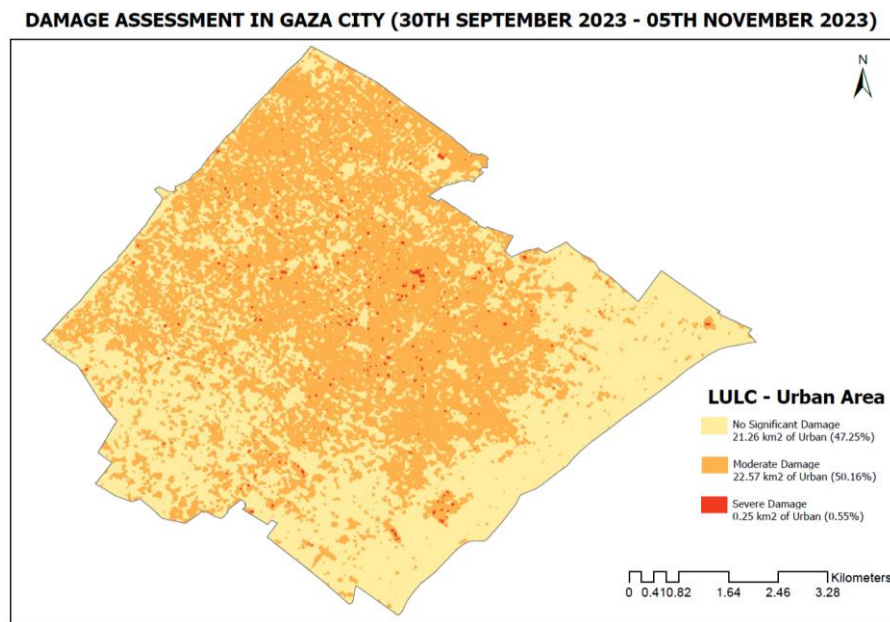 DAMAGE ASSESSMENT IN GAZA CITY (30TH SEPTEMBER 2023 - 05TH NOVEMBER 2023)
N
LULC - Urban Area
No Significant Damage
21.26 km2 of Urban (47.25%)
Moderate Damage
22.57 km2 of Urban (50.16%)
Severe Damage
0.25 km2 of Urban (0.55%)
Kilometers
0 0.410.82 1.64 2.46 3.28